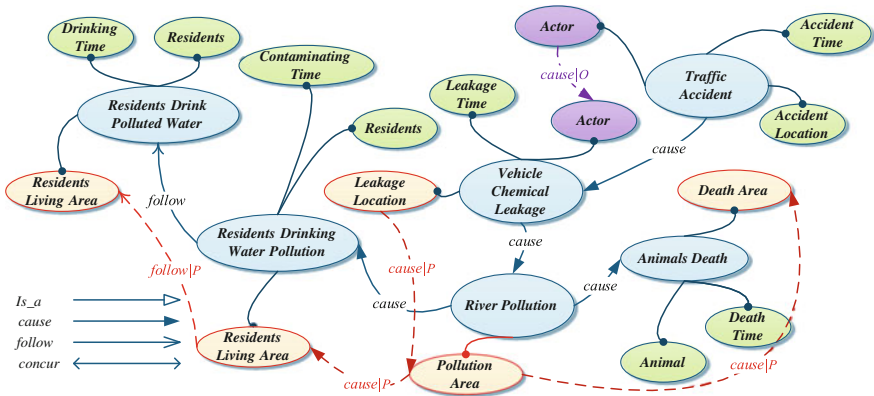 Drinking
Time
Residents
Contaminating
Time
Actor
Accident
Time
cause|O
Leakage
Time
Traffic
Accident
Residents Drink
Polluted Water
Residents
Actor
Accident
Location
cause
Residents
Living Area
follow
Leakage
Location
Vehicle
Chemical
Leakage
Death Area
Residents Drinking
Water Pollution
cause
Animals Death
follow|P
cause|P
cause
River Pollution
cause
Is_a
cause
follow
concur
Death
Time
Residents
Living Area
Animal
cause|P
Pollution
Area
cause|P